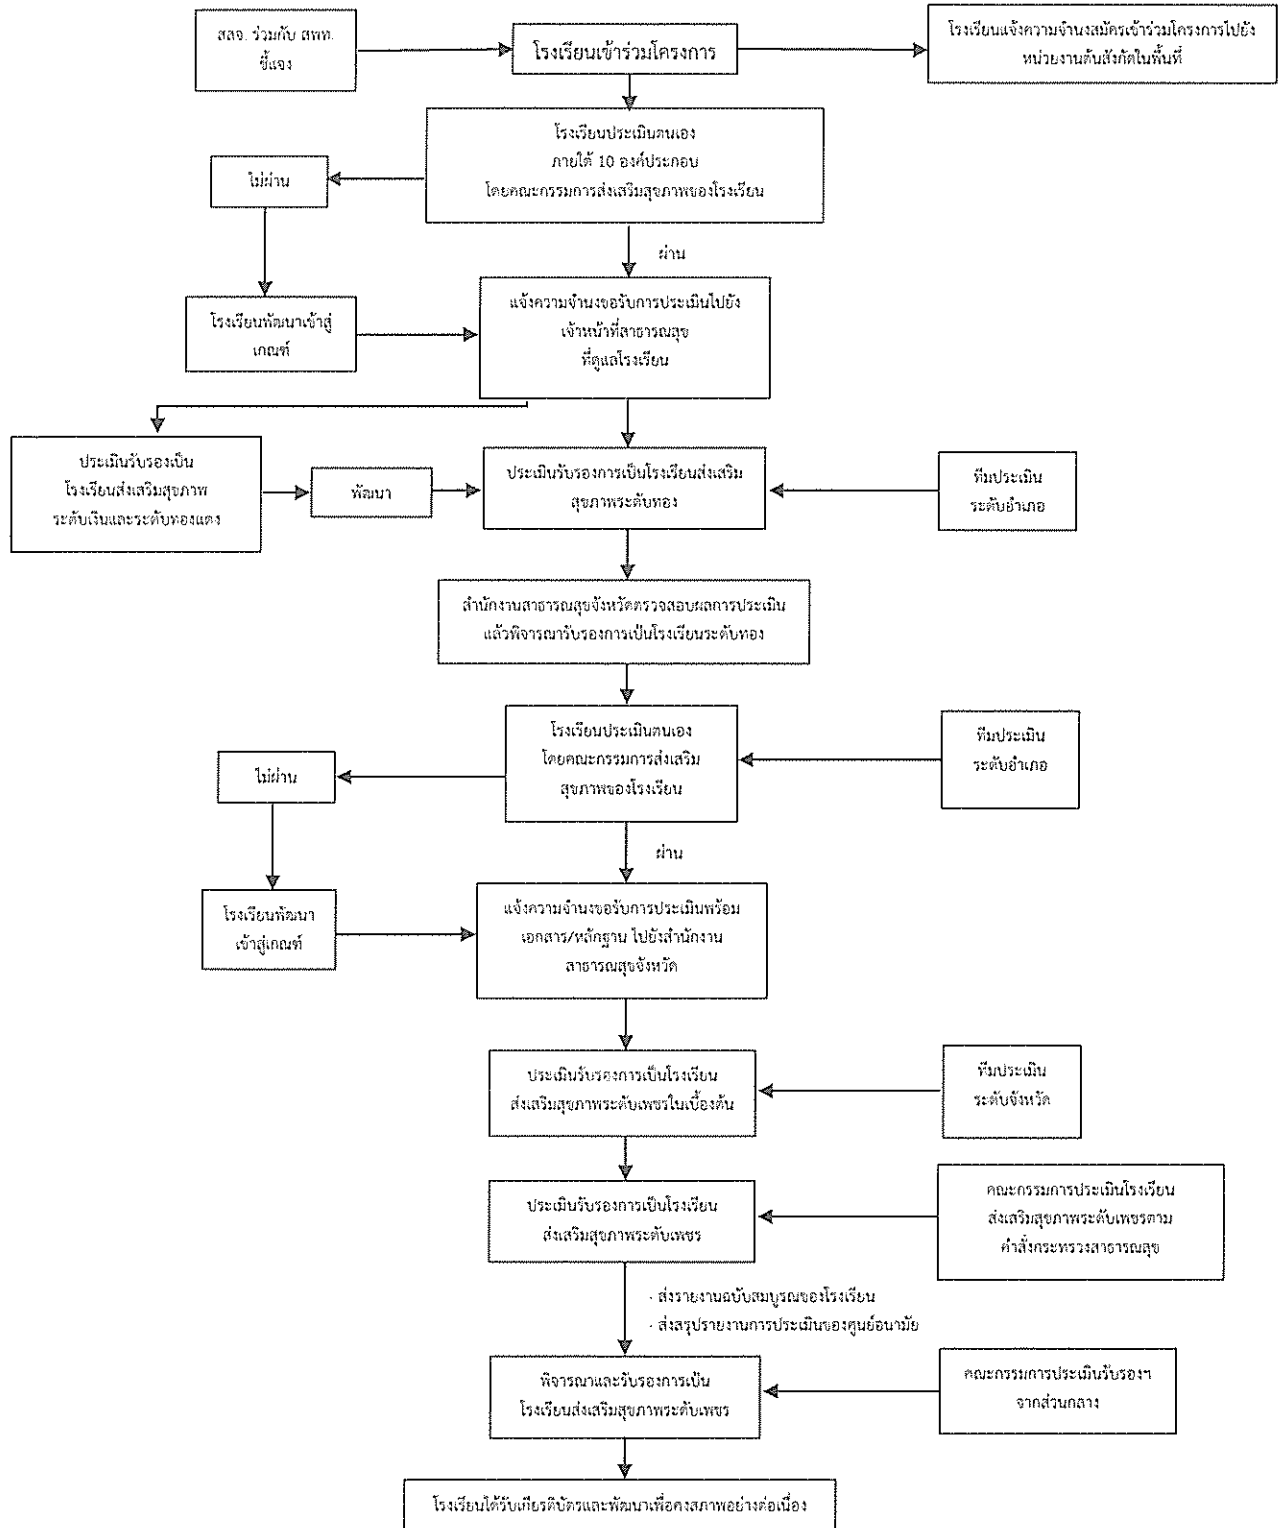 สสจ. ร่วมกับ สพท.
ชี้แจง
โรงเรียนเข้าร่วมโครงการ
โรงเรียนแจ้งความจำนงสมัครเข้าร่วมโครงการไปยัง
หน่วยงานต้นสังกัดในพื้นที่
โรงเรียนประเมินตนเอง
ภายใต้ 10 องค์ประกอบ
โดยคณะกรรมการส่งเสริมสุขภาพของโรงเรียน
ไม่ผ่าน
ผ่าน
โรงเรียนพัฒนาเข้าสู่
เกณฑ์
แจ้งความจำนงขอรับการประเมินไปยัง
เจ้าหน้าที่สาธารณสุข
ที่ดูแลโรงเรียน
ประเมินรับรองเป็น
โรงเรียนส่งเสริมสุขภาพ
ระดับเงินและระดับทองแดง
พัฒนา
ประเมินรับรองการเป็นโรงเรียนส่งเสริม
สุขภาพระดับทอง
ทีมประเมิน
ระดับอำเภอ
สำนักงานสาธารณสุขจังหวัดตรวจสอบผลการประเมิน
แล้วพิจารณารับรองการเป็นโรงเรียนระดับทอง
โรงเรียนประเมินตนเอง
โดยคณะกรรมการส่งเสริม
สุขภาพของโรงเรียน
ทีมประเมิน
ระดับอำเภอ
ไม่ผ่าน
ผ่าน
โรงเรียนพัฒนา
เข้าสู่เกณฑ์
แจ้งความจำนงขอรับการประเมินพร้อม
เอกสาร/หลักฐาน ไปยังสำนักงาน
สาธารณสุขจังหวัด
ประเมินรับรองการเป็นโรงเรียน
ส่งเสริมสุขภาพระดับเพชรในเบื้องต้น
ทีมประเมิน
ระดับจังหวัด
ประเมินรับรองการเป็นโรงเรียน
ส่งเสริมสุขภาพระดับเพชร
คณะกรรมการประเมินโรงเรียน
ส่งเสริมสุขภาพระดับเพชรตาม
คำสั่งกระทรวงสาธารณสุข
- ส่งรายงานฉบับสมบูรณของโรงเรียน
- ส่งสรุปรายงานการประเมินของศูนย์อนามัย
พิจารณาและรับรองการเป็น
โรงเรียนส่งเสริมสุขภาพระดับเพชร
คณะกรรมการประเมินรับรองฯ
จากส่วนกลาง
โรงเรียนได้รับเกียรติบัตรและพัฒนาเพื่อคงสภาพอย่างต่อเนื่อง